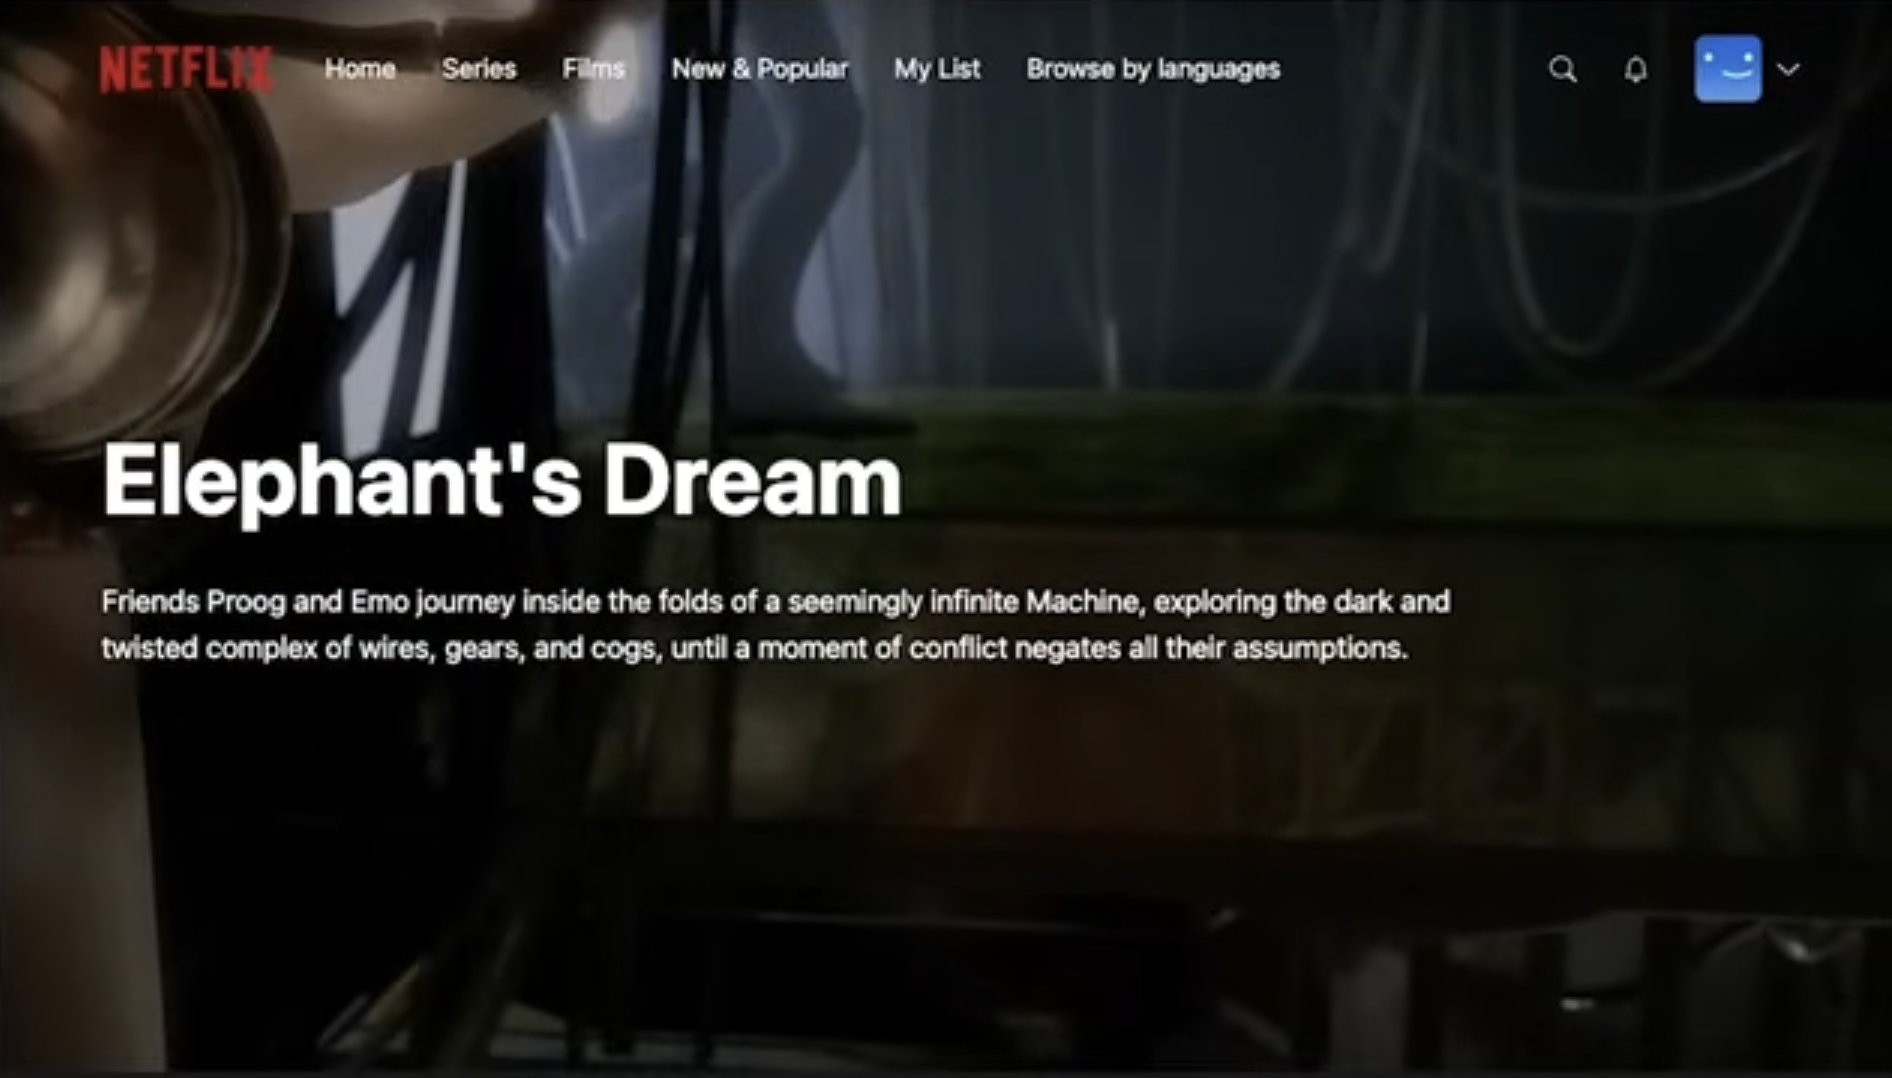 NETFLIX Home Series Films New & Popular My List Browse by languages
Elephant's Dream
Friends Proog and Emo journey inside the folds of a seemingly infinite Machine, exploring the dark and
twisted complex of wires, gears, and cogs, until a moment of conflict negates all their assumptions.